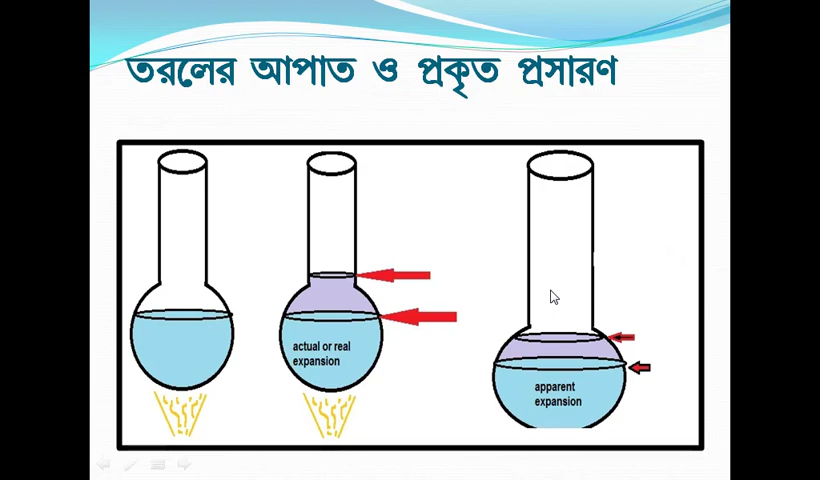 তরলের আপাত ও প্রকৃত প্রসারণ
actual or real
expansion
apparent
expansion